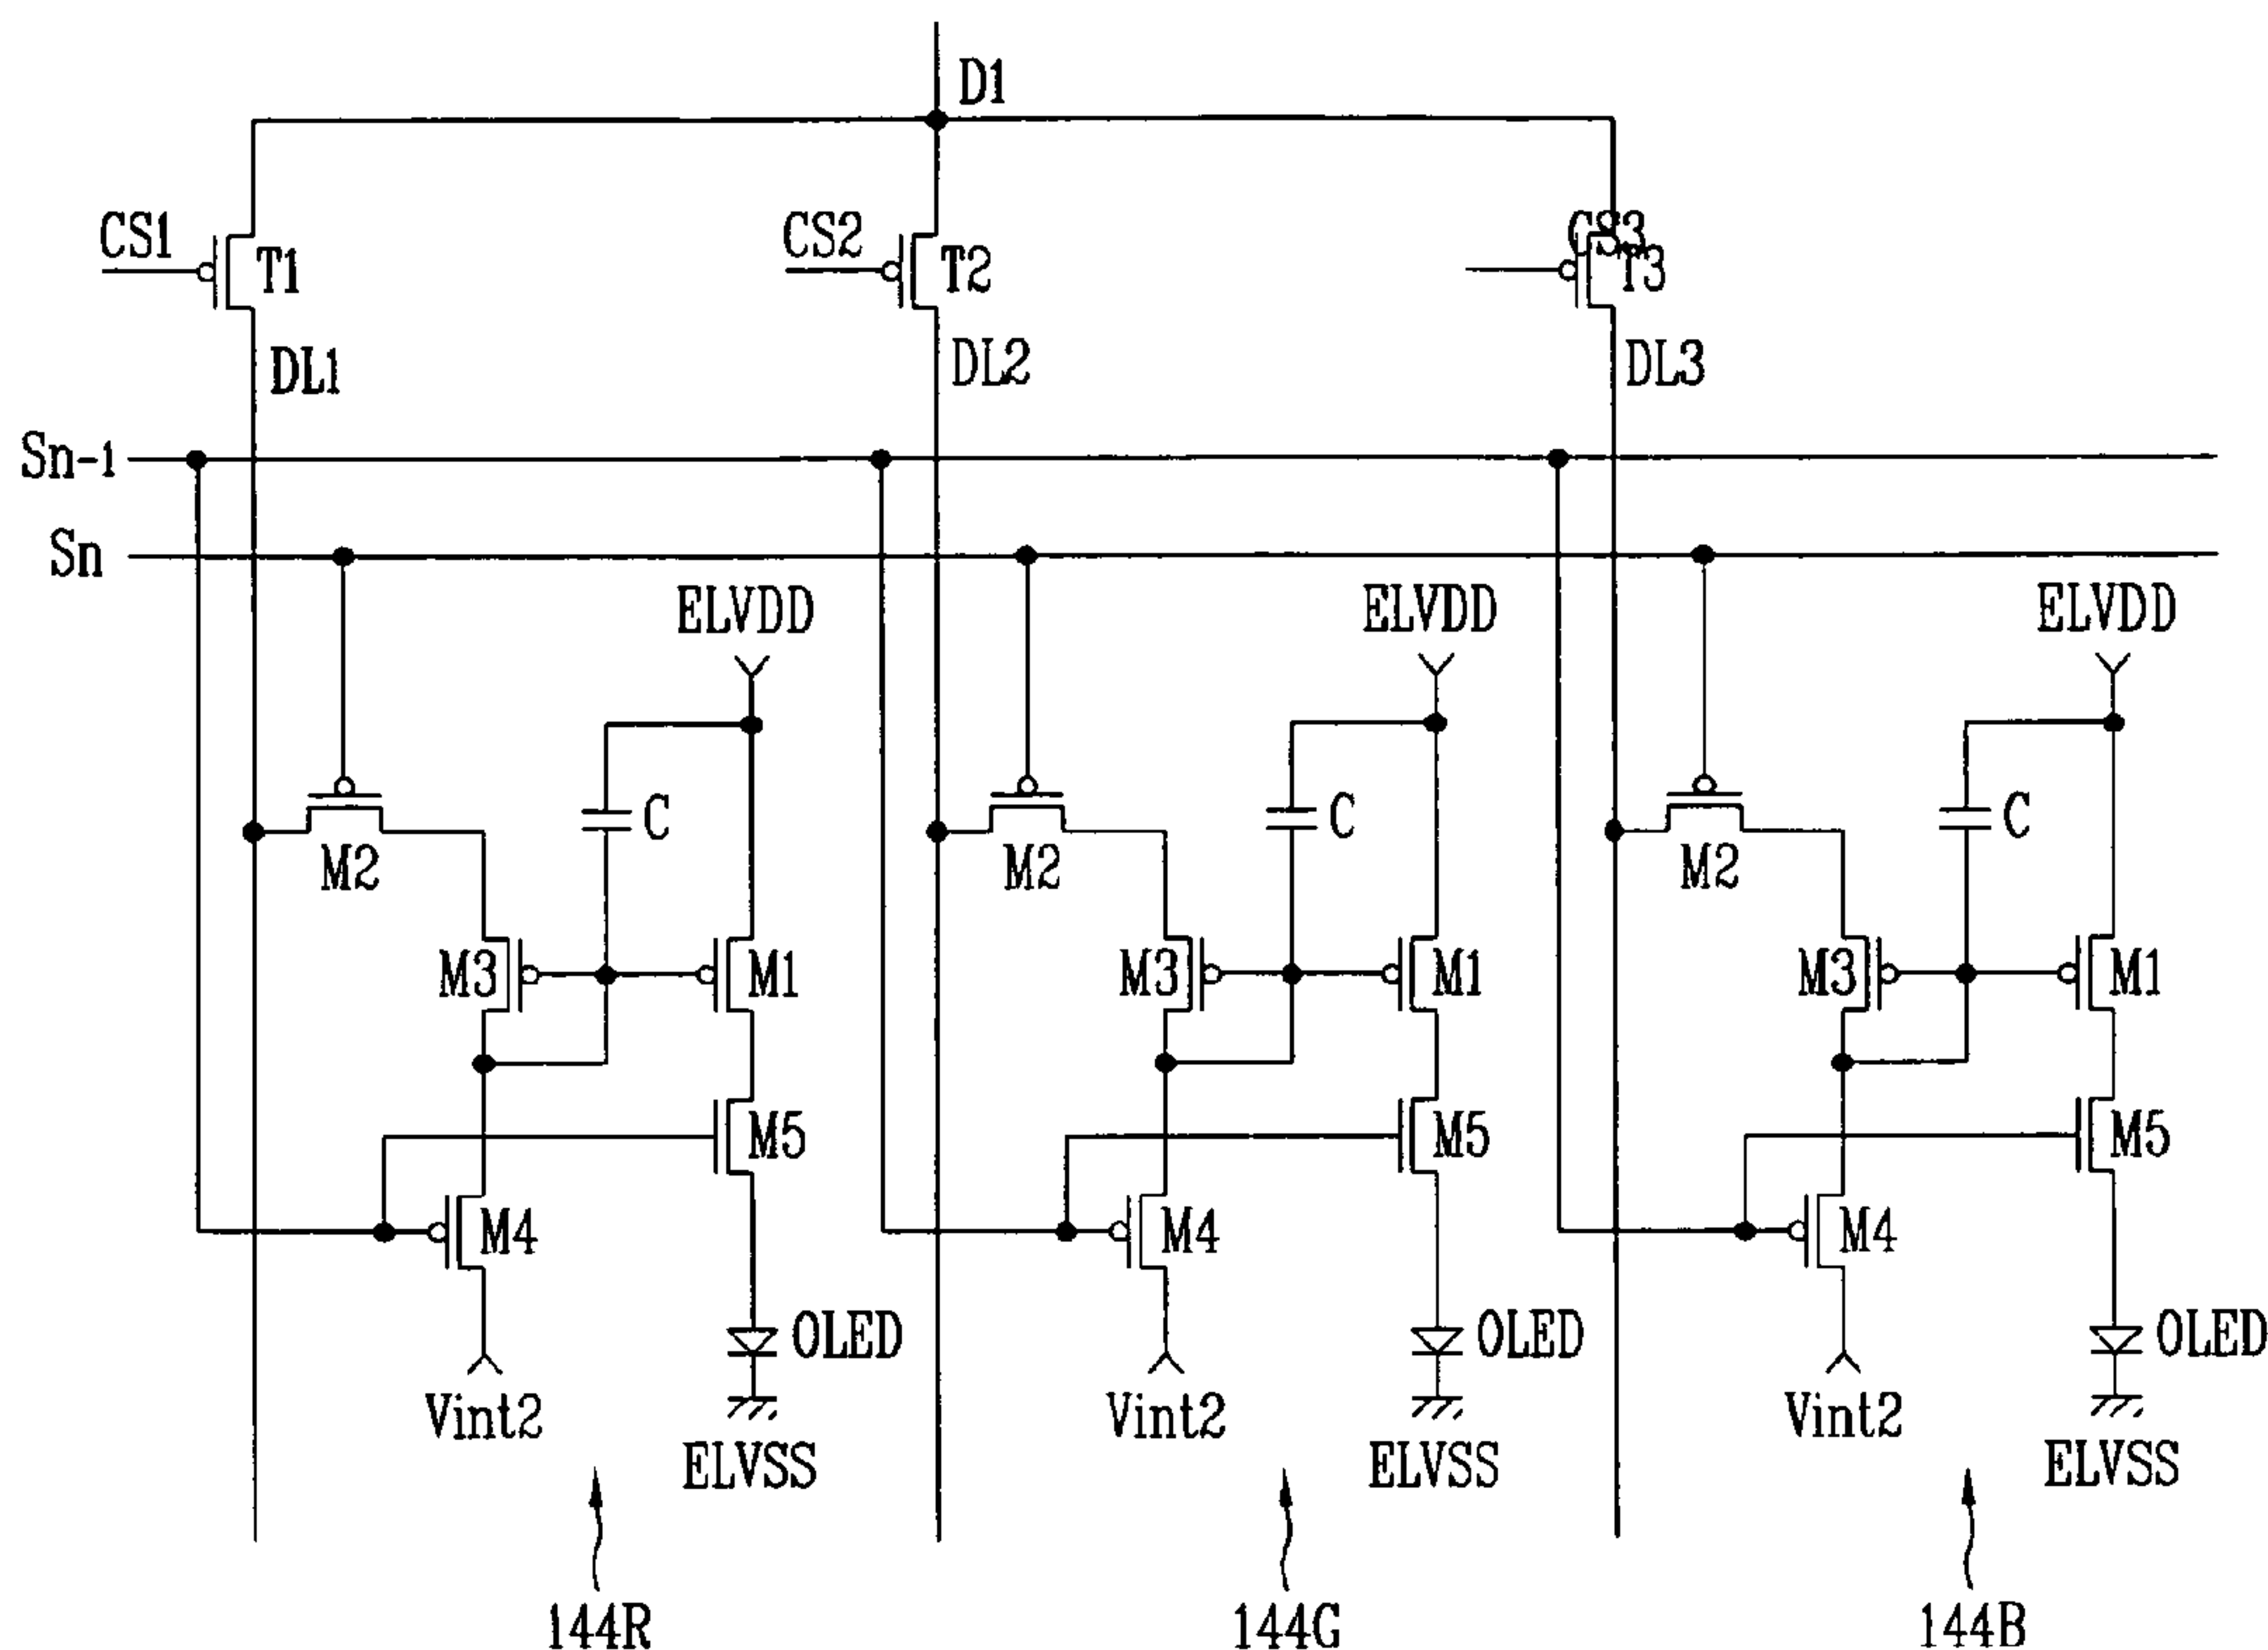 D1
CS1 T1 CS2 T2 CS3 T3
DL1 DL2 DL3
Sn-1
Sn
ELVDD ELVDD ELVDD
C C C
M2 M2 M2
M3 M1 M3 M1 M3 M1
M5 M5 M5
M4 M4 M4
OLED OLED OLED
Vint2 Vint2 Vint2
ELVSS ELVSS ELVSS
144R 144G 144B